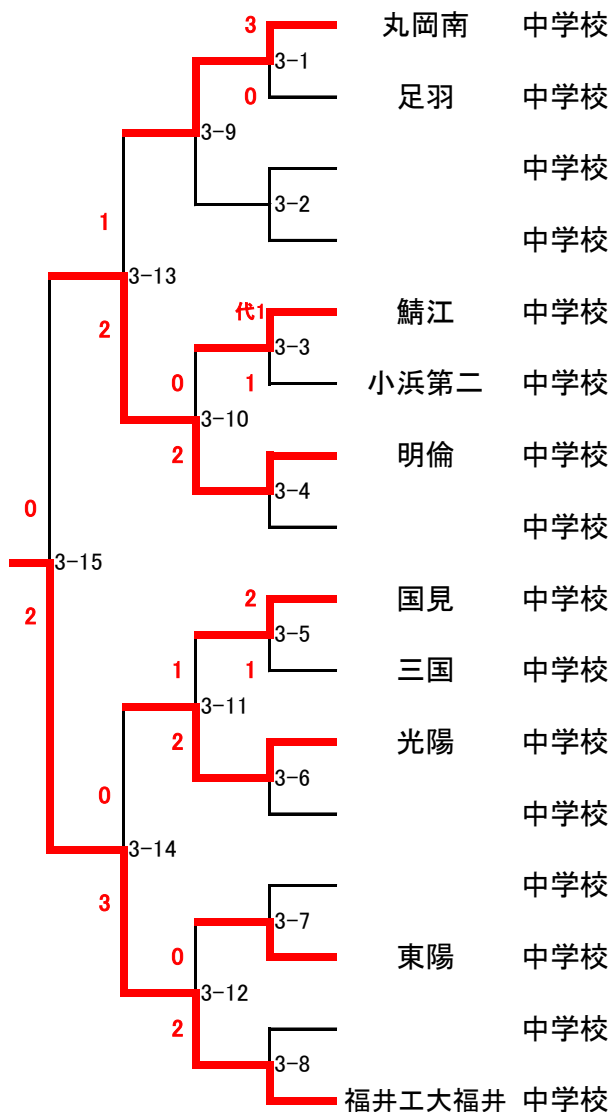 3 丸岡南 中学校
3-1
0 足羽 中学校
3-9
中学校
3-2
1
中学校
3-13
代1 鯖江 中学校
2
3-3
0 1 小浜第二 中学校
3-10
2 明倫 中学校
3-4
0
中学校
3-15
2 国見 中学校
2
3-5
1 1 三国 中学校
3-11
2 光陽 中学校
3-6
0
中学校
3-14
中学校
3
3-7
0 東陽 中学校
3-12
2
中学校
3-8
福井工大福井 中学校